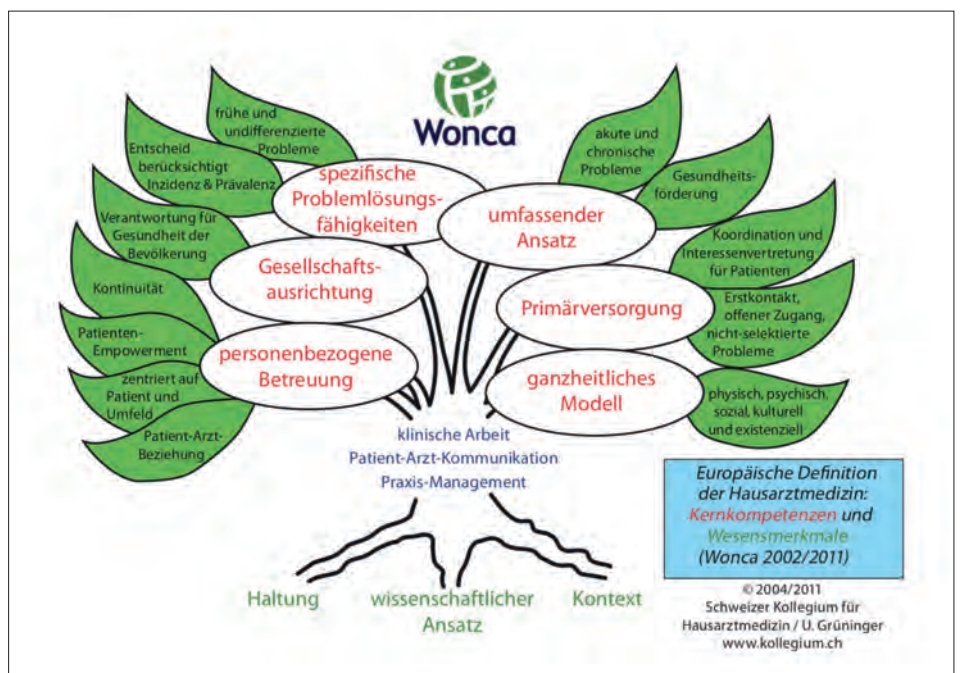 Wonca
frühe und
undifferenzierte
Probleme
Entscheid
berücksichtigt
Inzidenz & Prävalenz
Verantwortung für
Gesundheit der
Bevölkerung
Kontinuität
Patienten-
Empowerment
zentriert auf
Patient und
Umfeld
Patient-Arzt-
Beziehung
spezifische
Problemlösungs-
fähigkeiten
Gesellschafts-
ausrichtung
personenbezogene
Betreuung
umfassender
Ansatz
Primärversorgung
ganzheitliches
Modell
akute und
chronische
Probleme
Gesundheits-
förderung
Koordination und
Interessenvertretung
für Patienten
Erstkontakt,
offener Zugang,
nicht-selektierte
Probleme
physisch, psychisch,
sozial, kulturell
und existenziell
klinische Arbeit
Patient-Arzt-Kommunikation
Praxis-Management
Haltung
wissenschaftlicher
Ansatz
Kontext
Europäische Definition
der Hausarztmedizin:
Kernkompetenzen und
Wesensmerkmale
(Wonca 2002/2011)
© 2004/2011
Schweizer Kollegium für
Hausarztmedizin / U. Grüninger
www.kollegium.ch